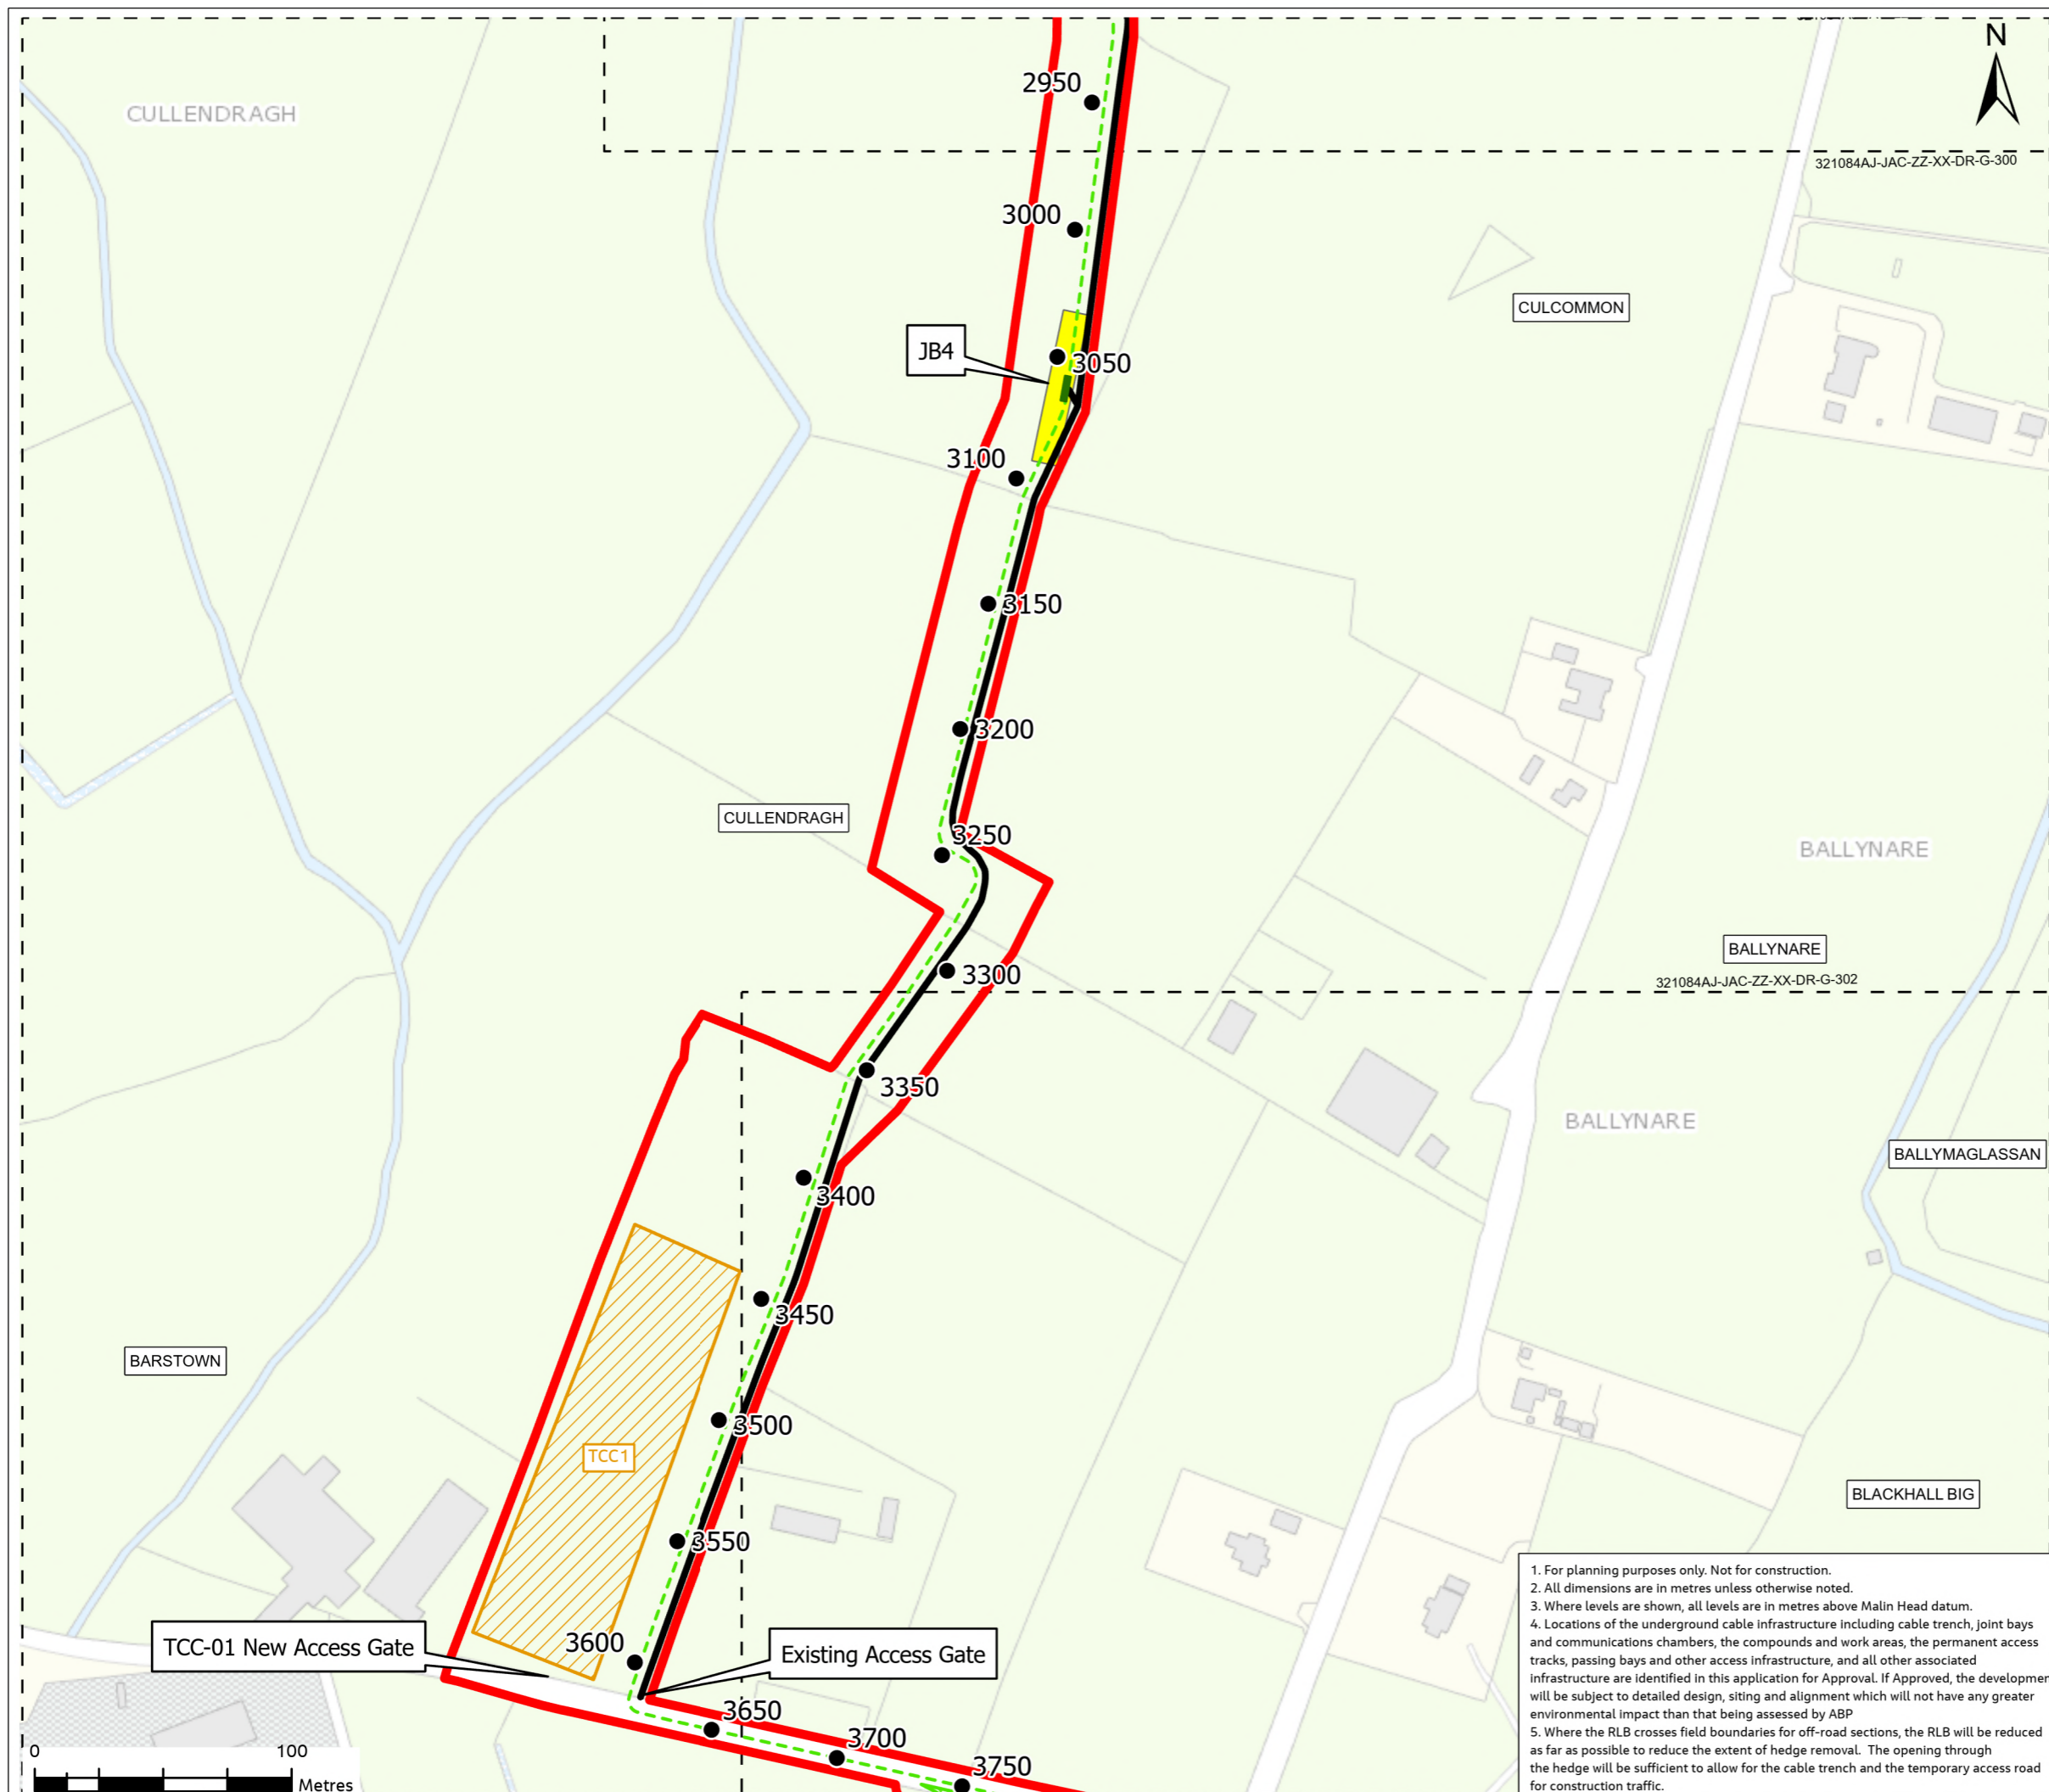 N
2950
CULLENDRAGH
321084AJ-JAC-ZZ-XX-DR-G-300
3000
CULCOMMON
JB4
3050
3100
3150
3200
CULLENDRAGH
3250
BALLYNARE
BALLYNARE
3300
321084AJ-JAC-ZZ-XX-DR-G-302
3350
BALLYNARE
BALLYMAGLASSAN
3400
3450
BARSTOWN
3500
TCC1
BLACKHALL BIG
3550
TCC-01 New Access Gate
3600
Existing Access Gate
3650
3700
3750
0 100
Metres
1. For planning purposes only. Not for construction.
2. All dimensions are in metres unless otherwise noted.
3. Where levels are shown, all levels are in metres above Malin Head datum.
4. Locations of the underground cable infrastructure including cable trench, joint bays
and communications chambers, the compounds and work areas, the permanent access
tracks, passing bays and other access infrastructure, and all other associated
infrastructure are identified in this application for Approval. If Approved, the developmen
will be subject to detailed design, siting and alignment which will not have any greater
environmental impact than that being assessed by ABP
5. Where the RLB crosses field boundaries for off-road sections, the RLB will be reduced
as far as possible to reduce the extent of hedge removal. The opening through
the hedge will be sufficient to allow for the cable trench and the temporary access road
for construction traffic.